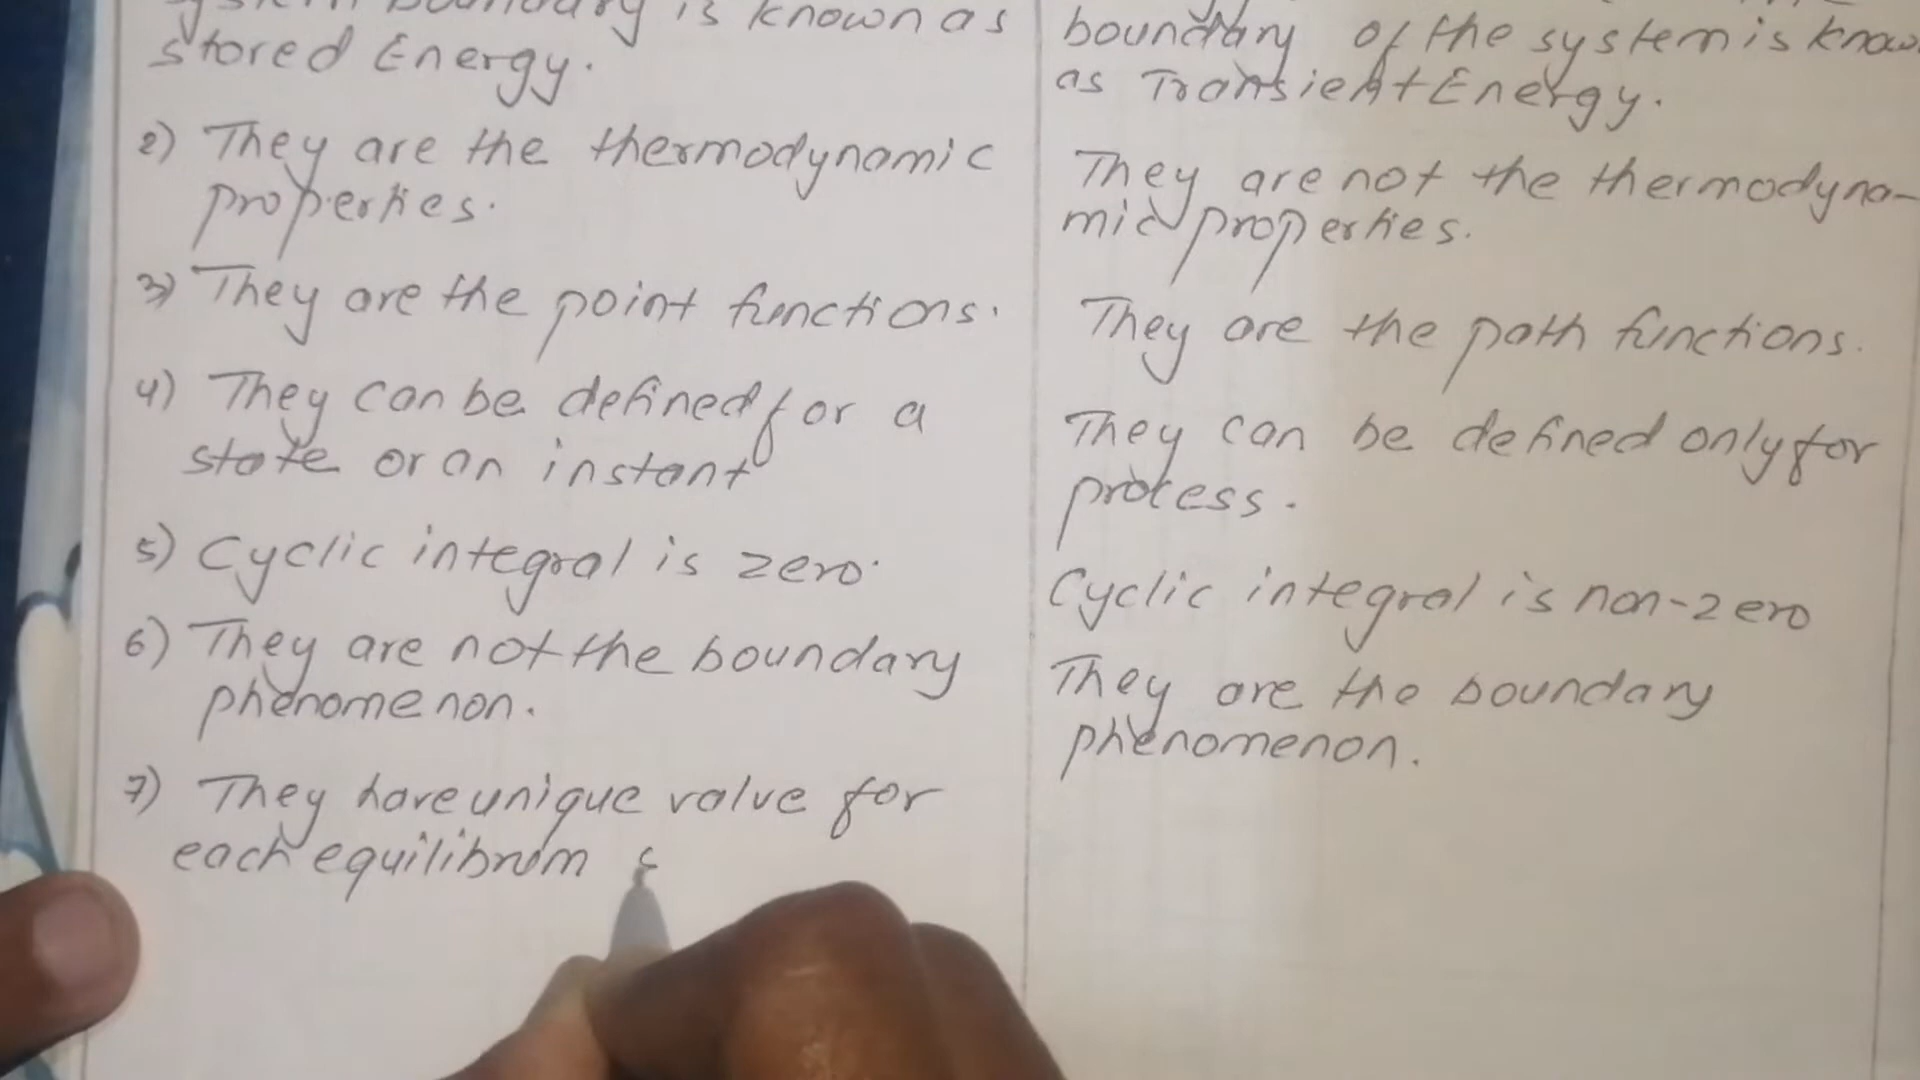 system boundary is known as
stored Energy.
2) They are the thermodynamic
properties.
3) They are the point functions.
4) They can be defined for a
state or an instant
5) Cyclic integral is zero.
6) They are not the boundary
phenomenon.
7) They have unique value for
each equilibrium s
boundary of the system is know
as Transient Energy.
They are not the thermodyna-
mic properties.
They are the path functions.
They can be defined only for
process.
Cyclic integral is non-zero
They are the boundary
phenomenon.